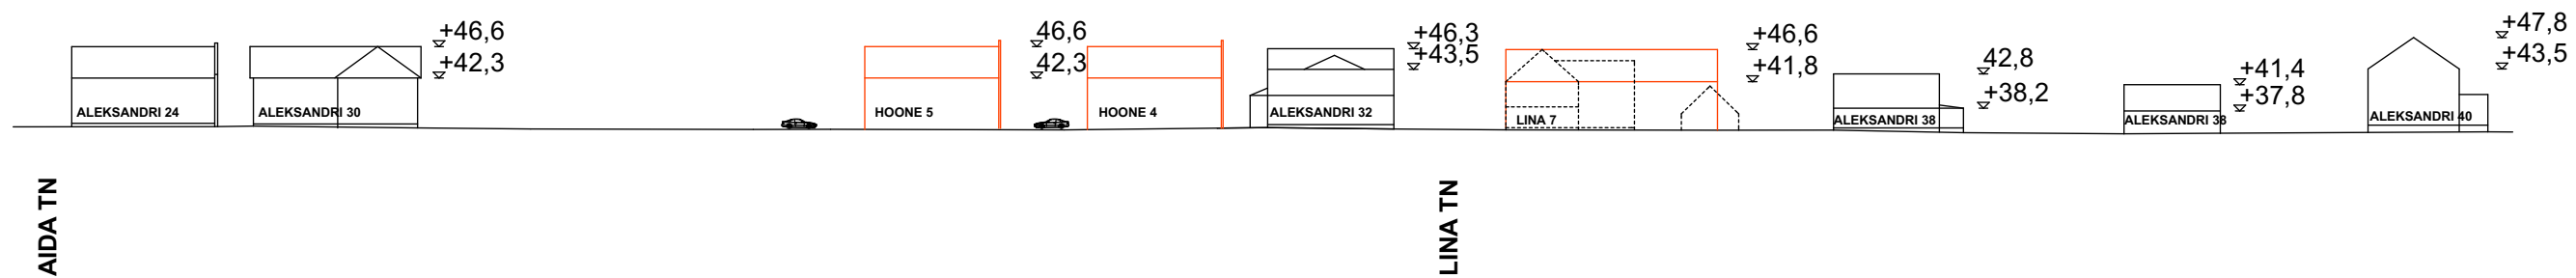 +46,6
+42,3
46,6
42,3
+46,3
+43,5
+46,6
+41,8
42,8
+38,2
+41,4
+37,8
+47,8
+43,5
ALEKSANDRI 24
ALEKSANDRI 30
HOONE 5
HOONE 4
ALEKSANDRI 32
LINA 7
ALEKSANDRI 38
ALEKSANDRI 38
ALEKSANDRI 40
AIDA TN
LINA TN